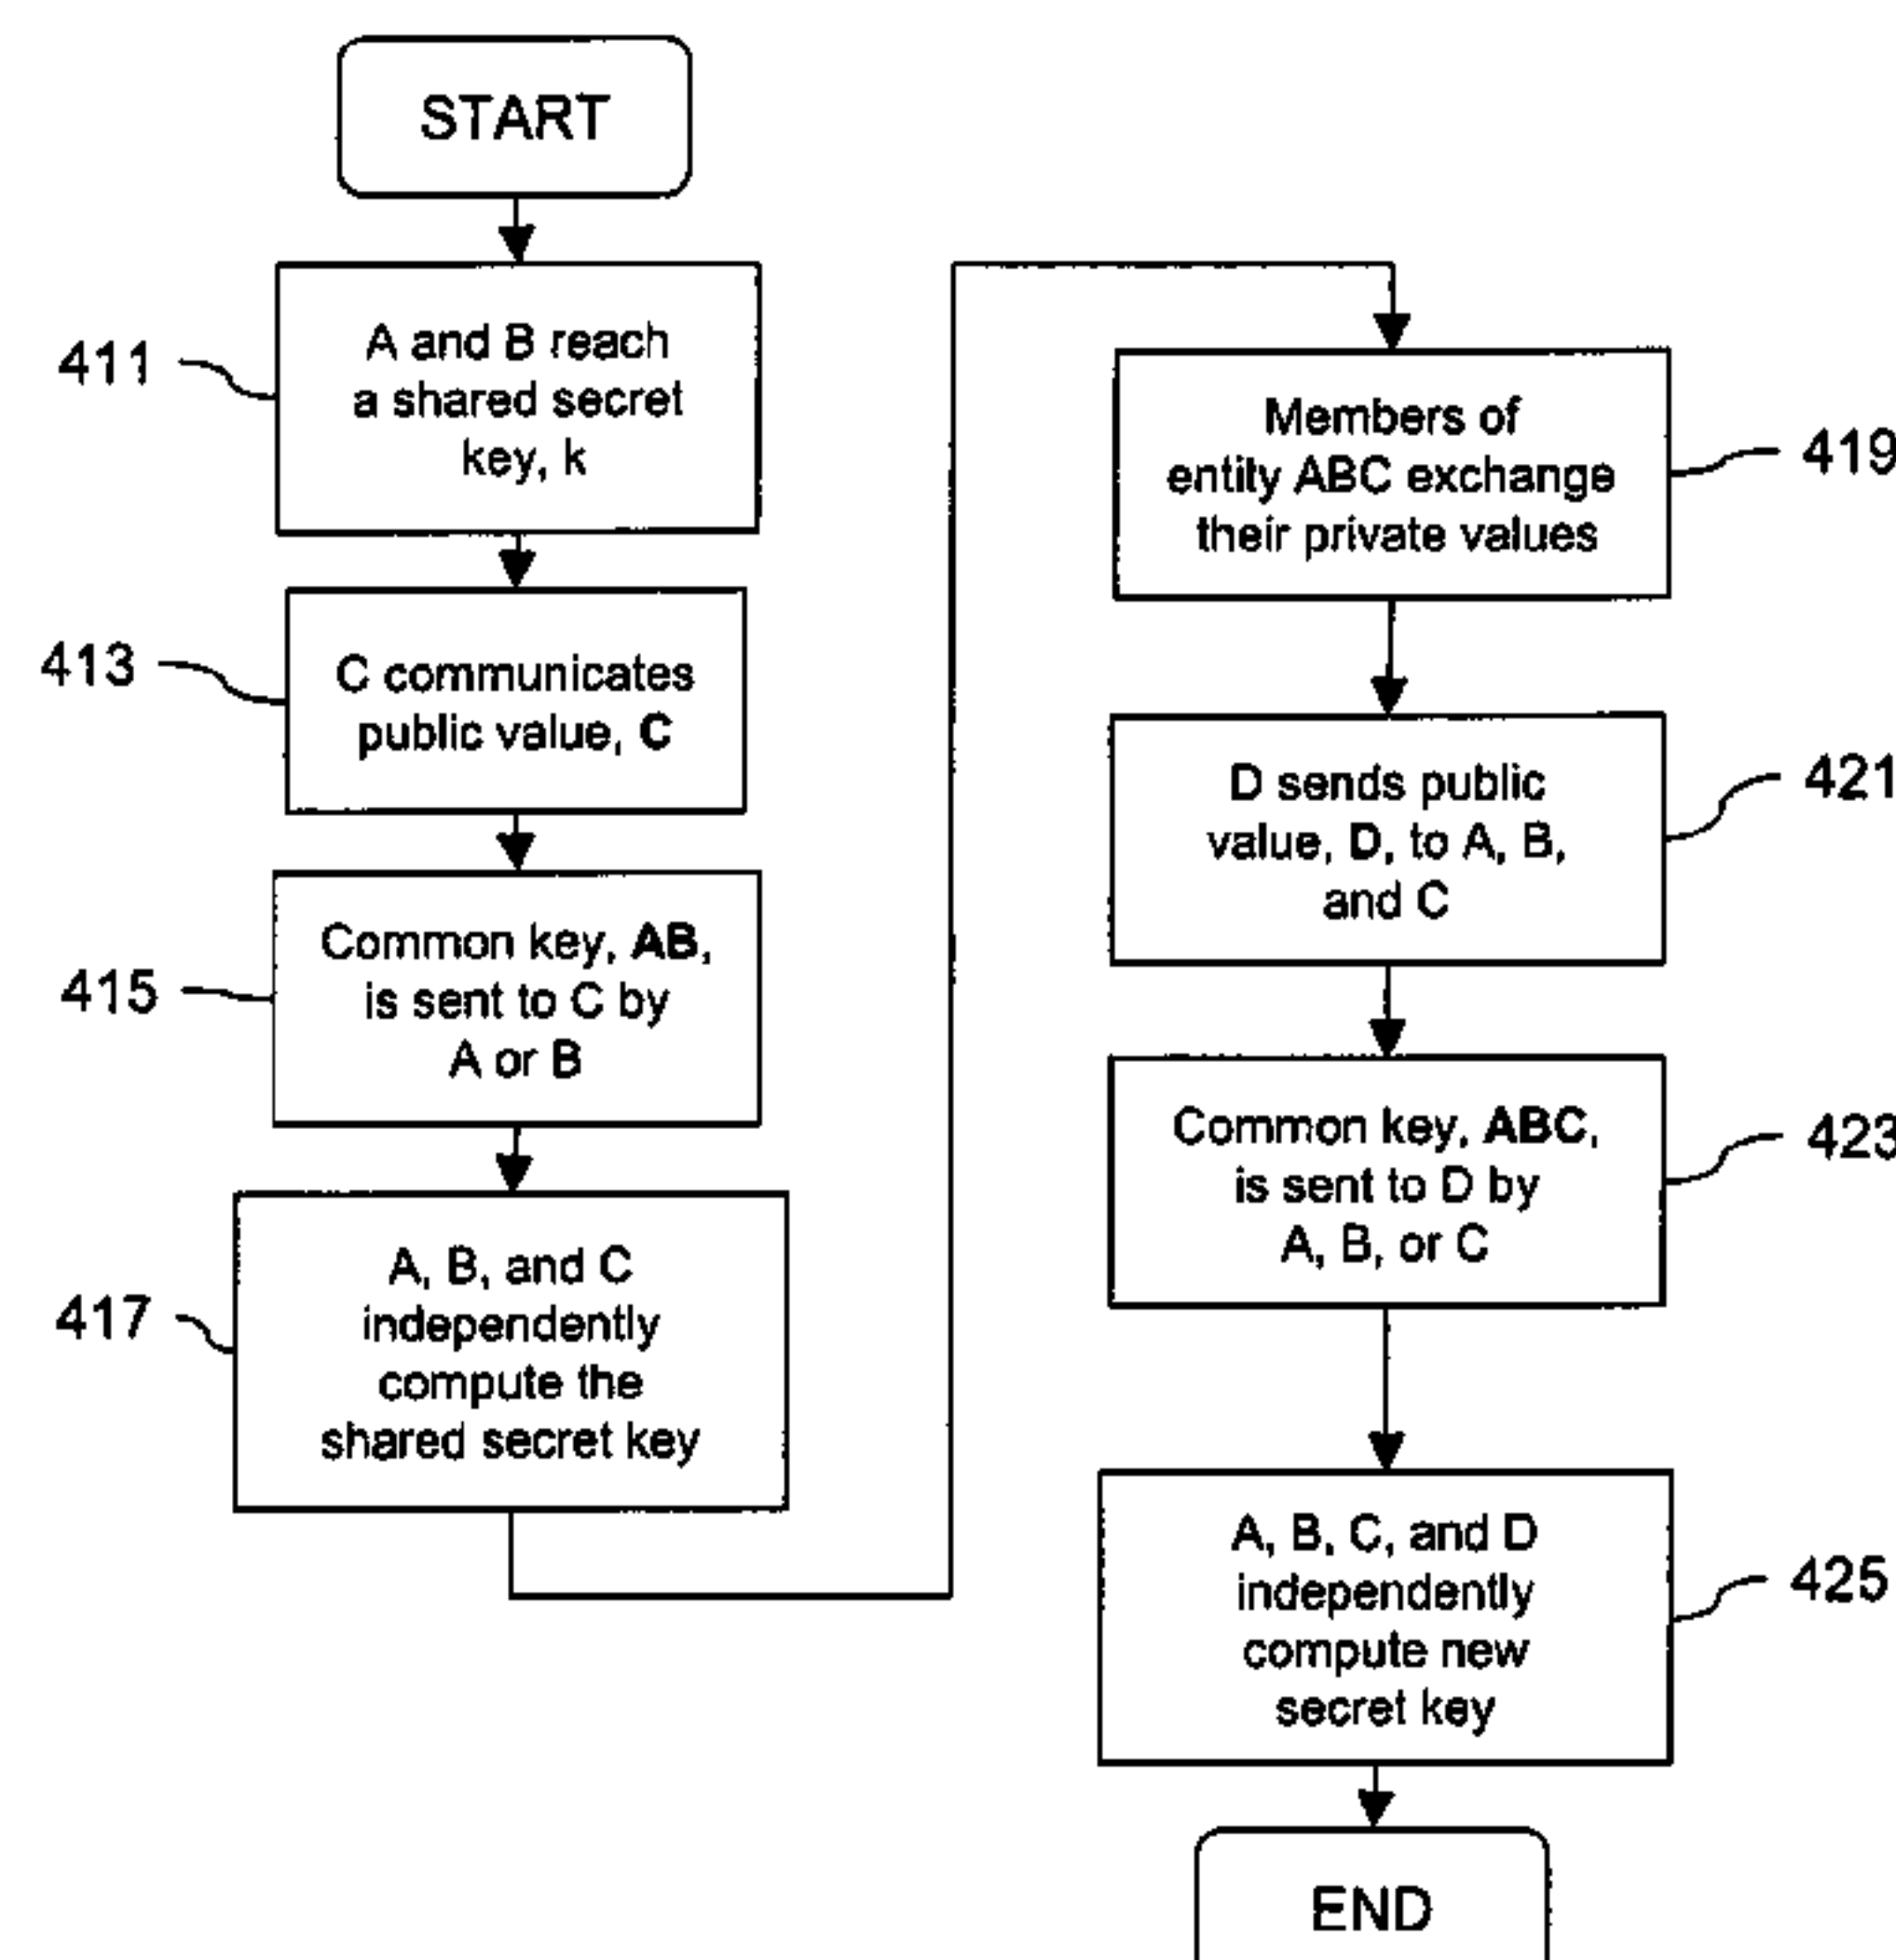 START
411
A and B reach
a shared secret
key, k
413
C communicates
public value, C
415
Common key, AB,
is sent to C by
A or B
417
A, B, and C
independently
compute the
shared secret key
Members of
entity ABC exchange
their private values
419
D sends public
value, D, to A, B,
and C
421
Common key, ABC,
is sent to D by
A, B, or C
423
A, B, C, and D
independently
compute new
secret key
425
END